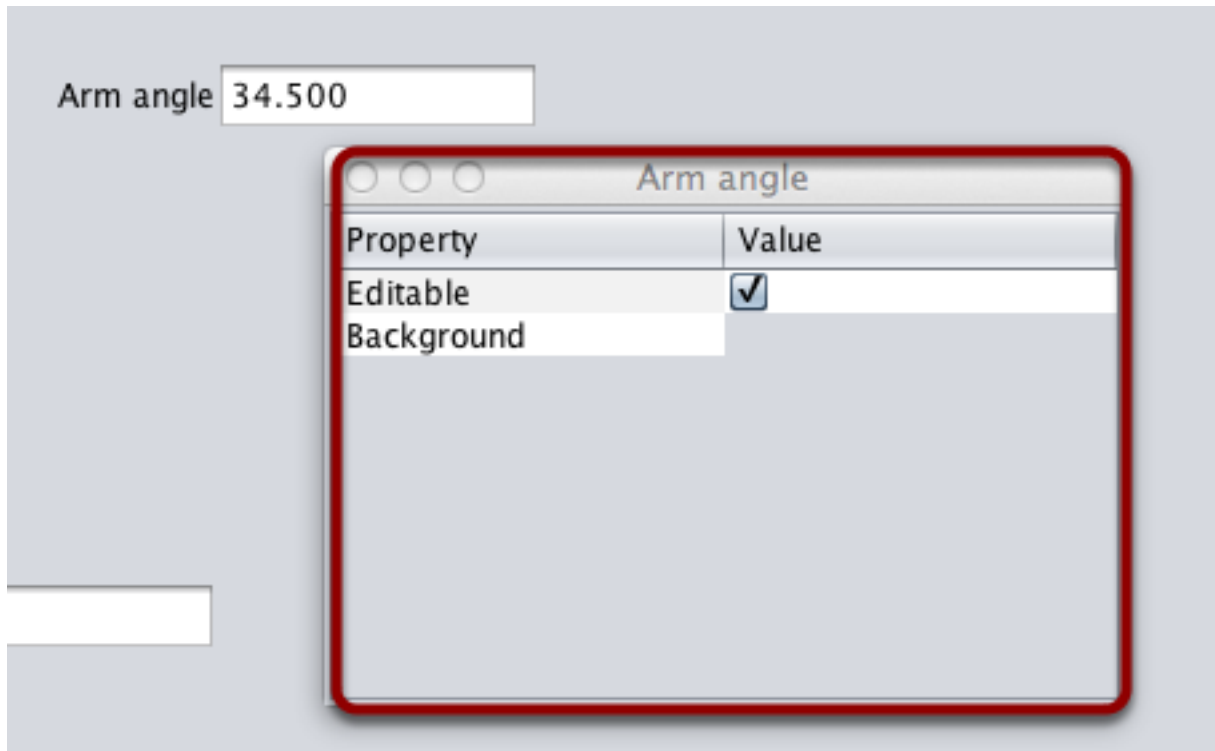 Arm angle 34.500
Arm angle
Property Value
Editable
Background